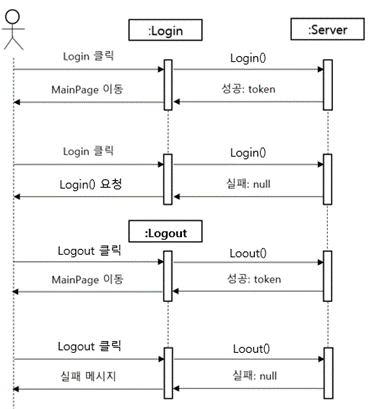 :Login
:Server
Login 클릭
Login()
MainPage 이동
성공: token
Login 클릭
Login()
Login() 요청
실패: null
:Logout
Logout 클릭
Loout()
MainPage 이동
성공: token
Logout 클릭
Loout()
실패 메시지
실패: null